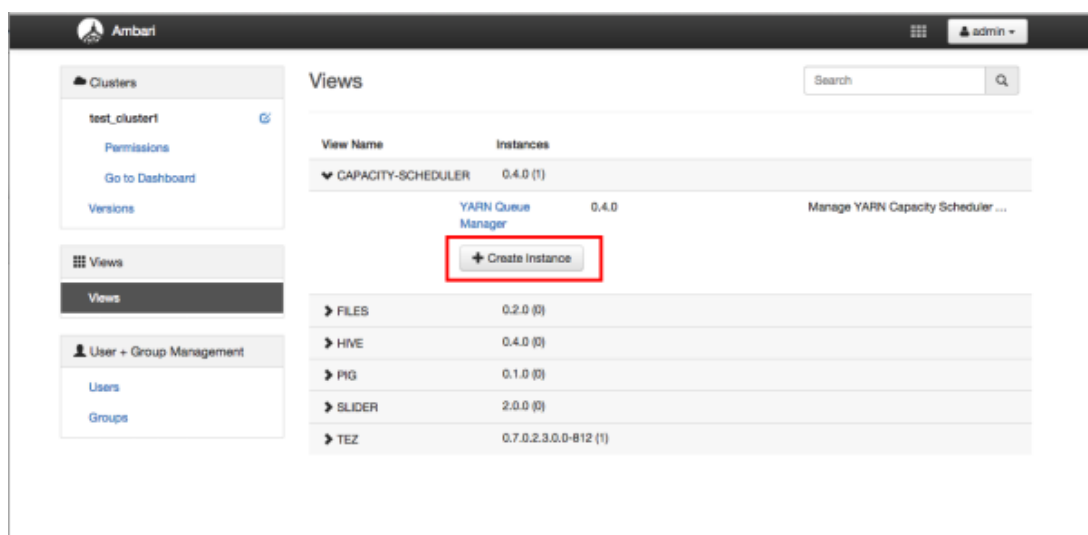 Ambari
admin
Clusters
test_cluster1
Permissions
Go to Dashboard
Versions
Views
Views
User + Group Management
Users
Groups
Views
Search
View Name Instances
CAPACITY-SCHEDULER 0.4.0 (1)
YARN Queue 0.4.0 Manage YARN Capacity Scheduler ...
Manager
Create Instance
FILES 0.2.0 (0)
HIVE 0.4.0 (0)
PIG 0.1.0 (0)
SLIDER 2.0.0 (0)
TEZ 0.7.0.2.3.0.0-812 (1)